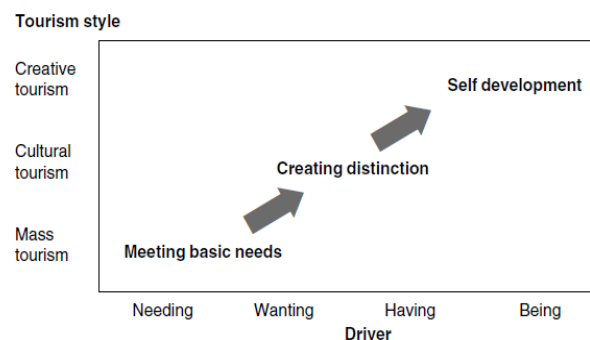 Tourism style
Creative
tourism
Self development
Cultural
tourism
Creating distinction
Mass
tourism
Meeting basic needs
Needing
Wanting
Having
Being
Driver